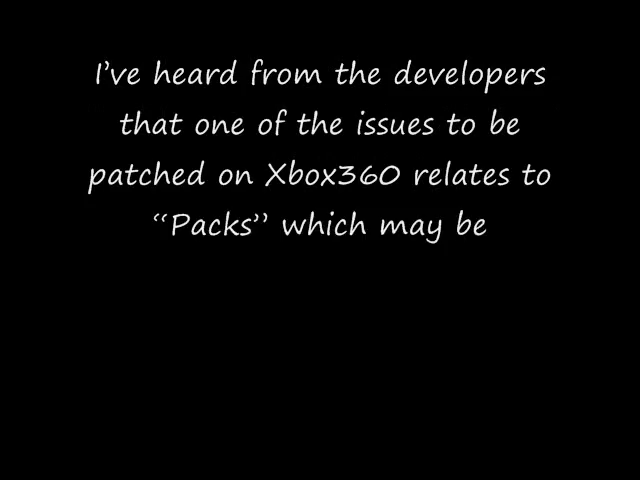 I've heard from the developers
that one of the issues to be
patched on Xbox360 relates to
“Packs” which may be